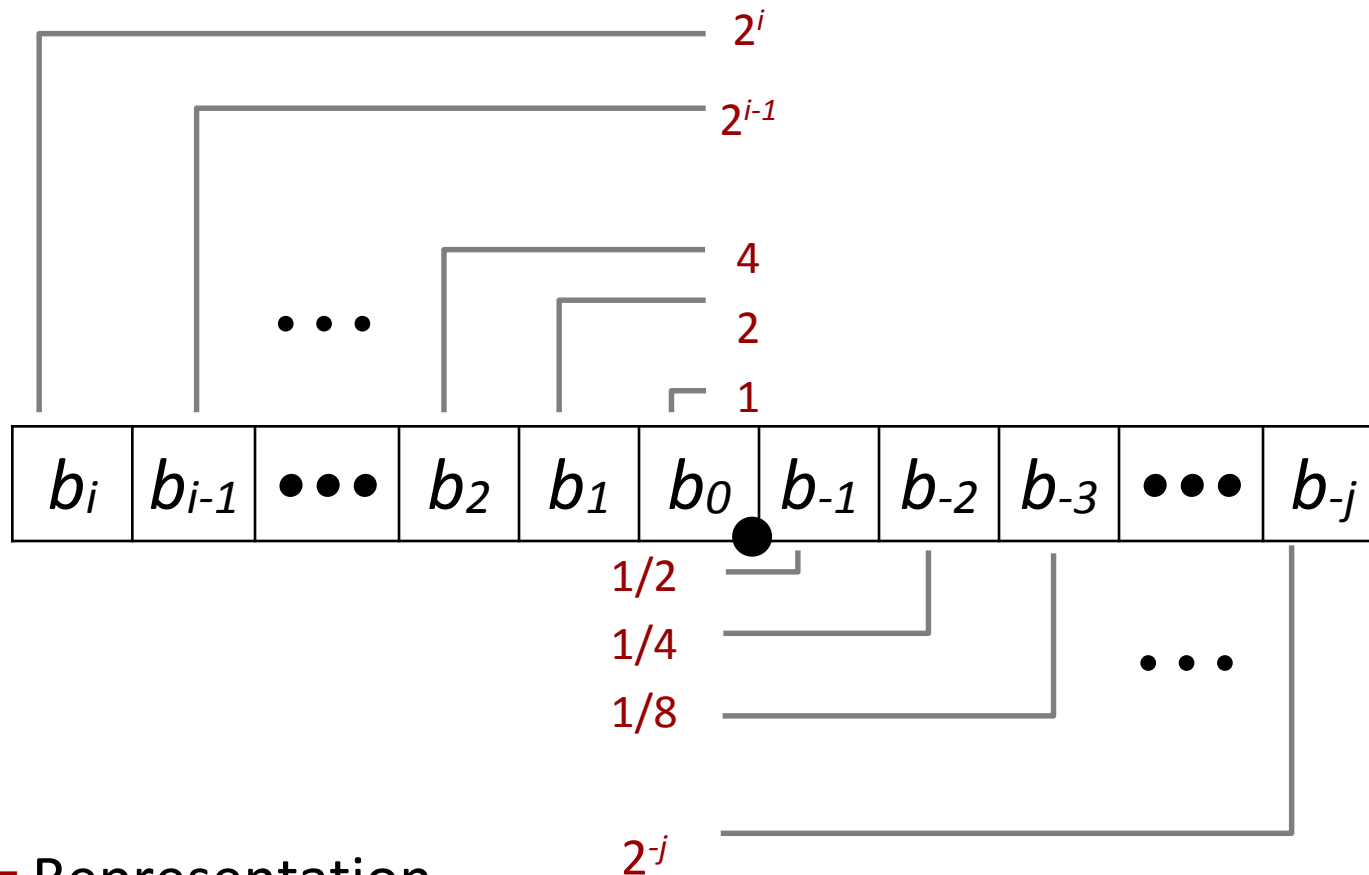 2^i
2^{i-1}
4
2
1
b_i b_{i-1} ••• b_2 b_1 b_0 b_{-1} b_{-2} b_{-3} ••• b_{-j}
1/2
1/4
1/8
2^{-j}
Representation